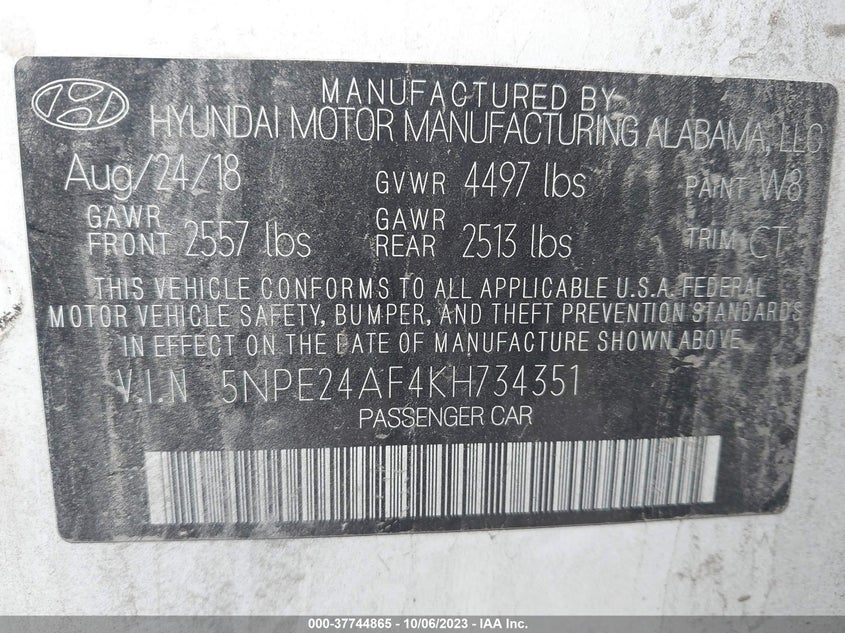 MANUFACTURED BY
HYUNDAI MOTOR MANUFACTURING ALABAMA, LLC
Aug/24/18 GVWR 4497 lbs PAINT W8
GAWR FRONT 2557 lbs GAWR REAR 2513 lbs TRIM CT
THIS VEHICLE CONFORMS TO ALL APPLICABLE U.S.A. FEDERAL
MOTOR VEHICLE SAFETY, BUMPER, AND THEFT PREVENTION STANDARDS
IN EFFECT ON THE DATE OF MANUFACTURE SHOWN ABOVE
V.I.N 5NPE24AF4KH734351
PASSENGER CAR
000-37744865 - 10/06/2023 - IAA Inc.